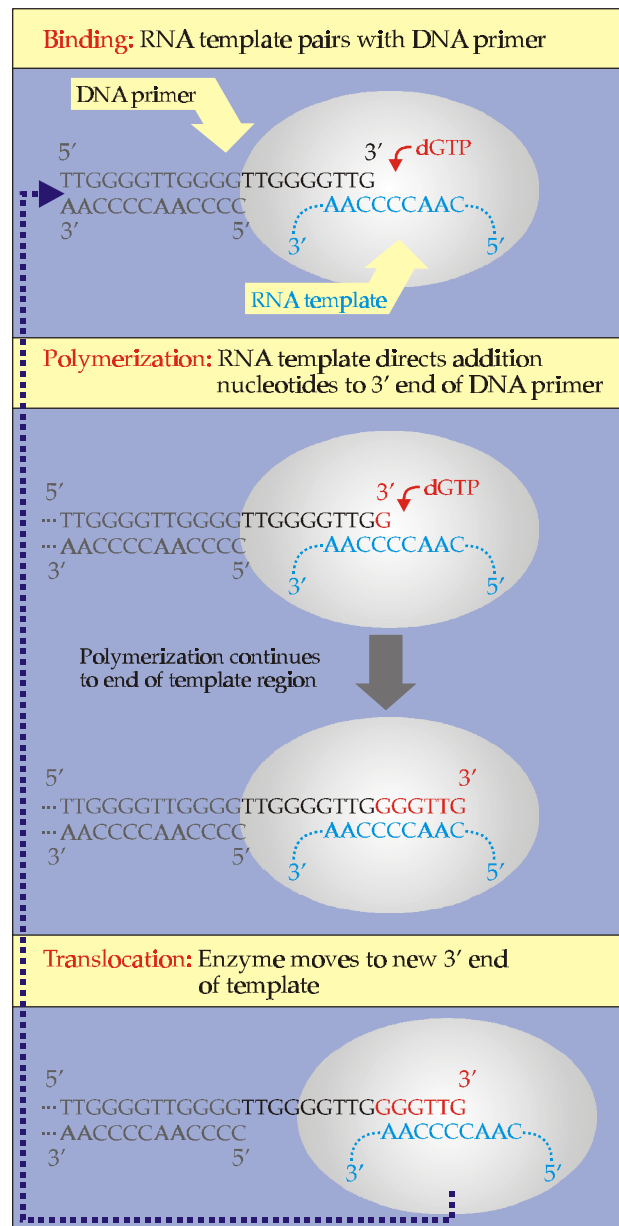 Binding: RNA template pairs with DNA primer
DNA primer
5′ 3′ dGTP
TTGGGGTTGGGGTTGGGGTTG
AACCCCAACCCC AACCCCAAC
3′ 5′ 3′ 5′
RNA template
Polymerization: RNA template directs addition
nucleotides to 3′ end of DNA primer
5′ 3′ dGTP
TTGGGGTTGGGGTTGGGGTTGG
AACCCCAACCCC AACCCCAAC
3′ 5′ 3′ 5′
Polymerization continues
to end of template region
5′ 3′
TTGGGGTTGGGGTTGGGGTTGGGGTTG
AACCCCAACCCC AACCCCAAC
3′ 5′ 3′ 5′
Translocation: Enzyme moves to new 3′ end
of template
5′ 3′
TTGGGGTTGGGGTTGGGGTTGGGGTTG
AACCCCAACCCC AACCCCAAC
3′ 5′ 3′ 5′